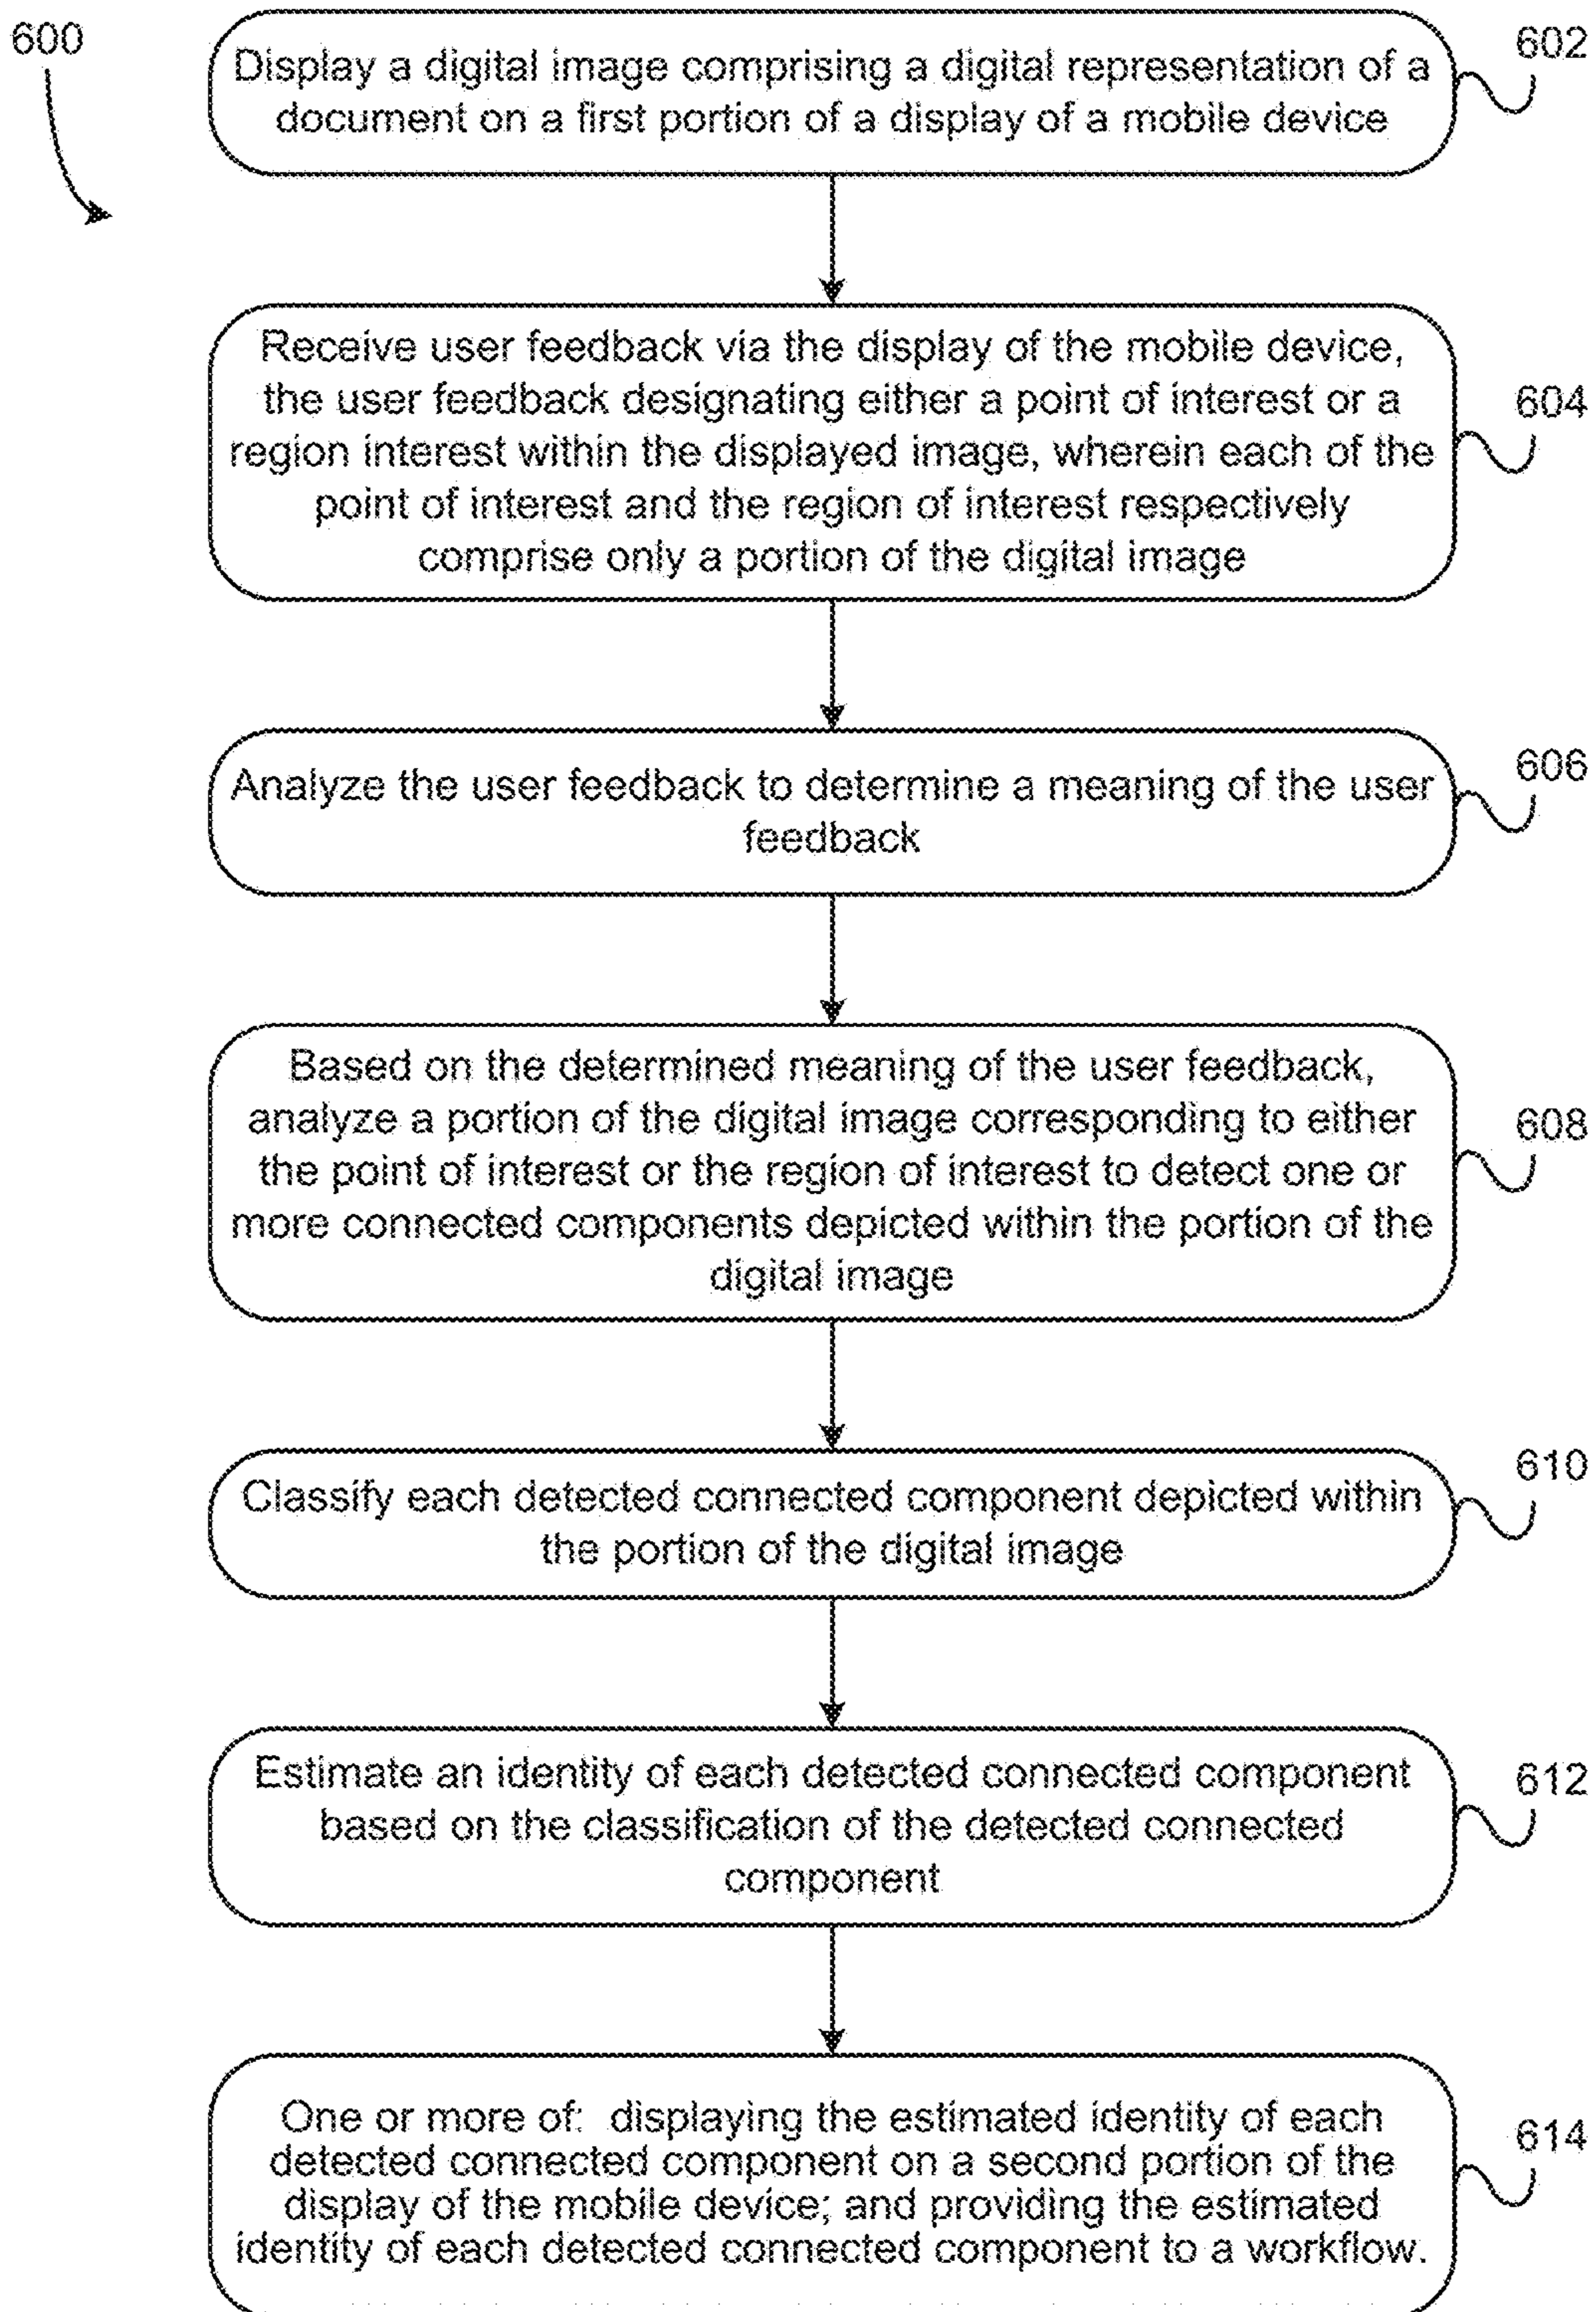 600
602
Display a digital image comprising a digital representation of a
document on a first portion of a display of a mobile device
Receive user feedback via the display of the mobile device,
the user feedback designating either a point of interest or a
region interest within the displayed image, wherein each of the
point of interest and the region of interest respectively
comprise only a portion of the digital image
604
Analyze the user feedback to determine a meaning of the user
feedback
606
Based on the determined meaning of the user feedback,
analyze a portion of the digital image corresponding to either
the point of interest or the region of interest to detect one or
more connected components depicted within the portion of the
digital image
608
Classify each detected connected component depicted within
the portion of the digital image
610
Estimate an identity of each detected connected component
based on the classification of the detected connected
component
612
One or more of: displaying the estimated identity of each
detected connected component on a second portion of the
display of the mobile device; and providing the estimated
identity of each detected connected component to a workflow.
614